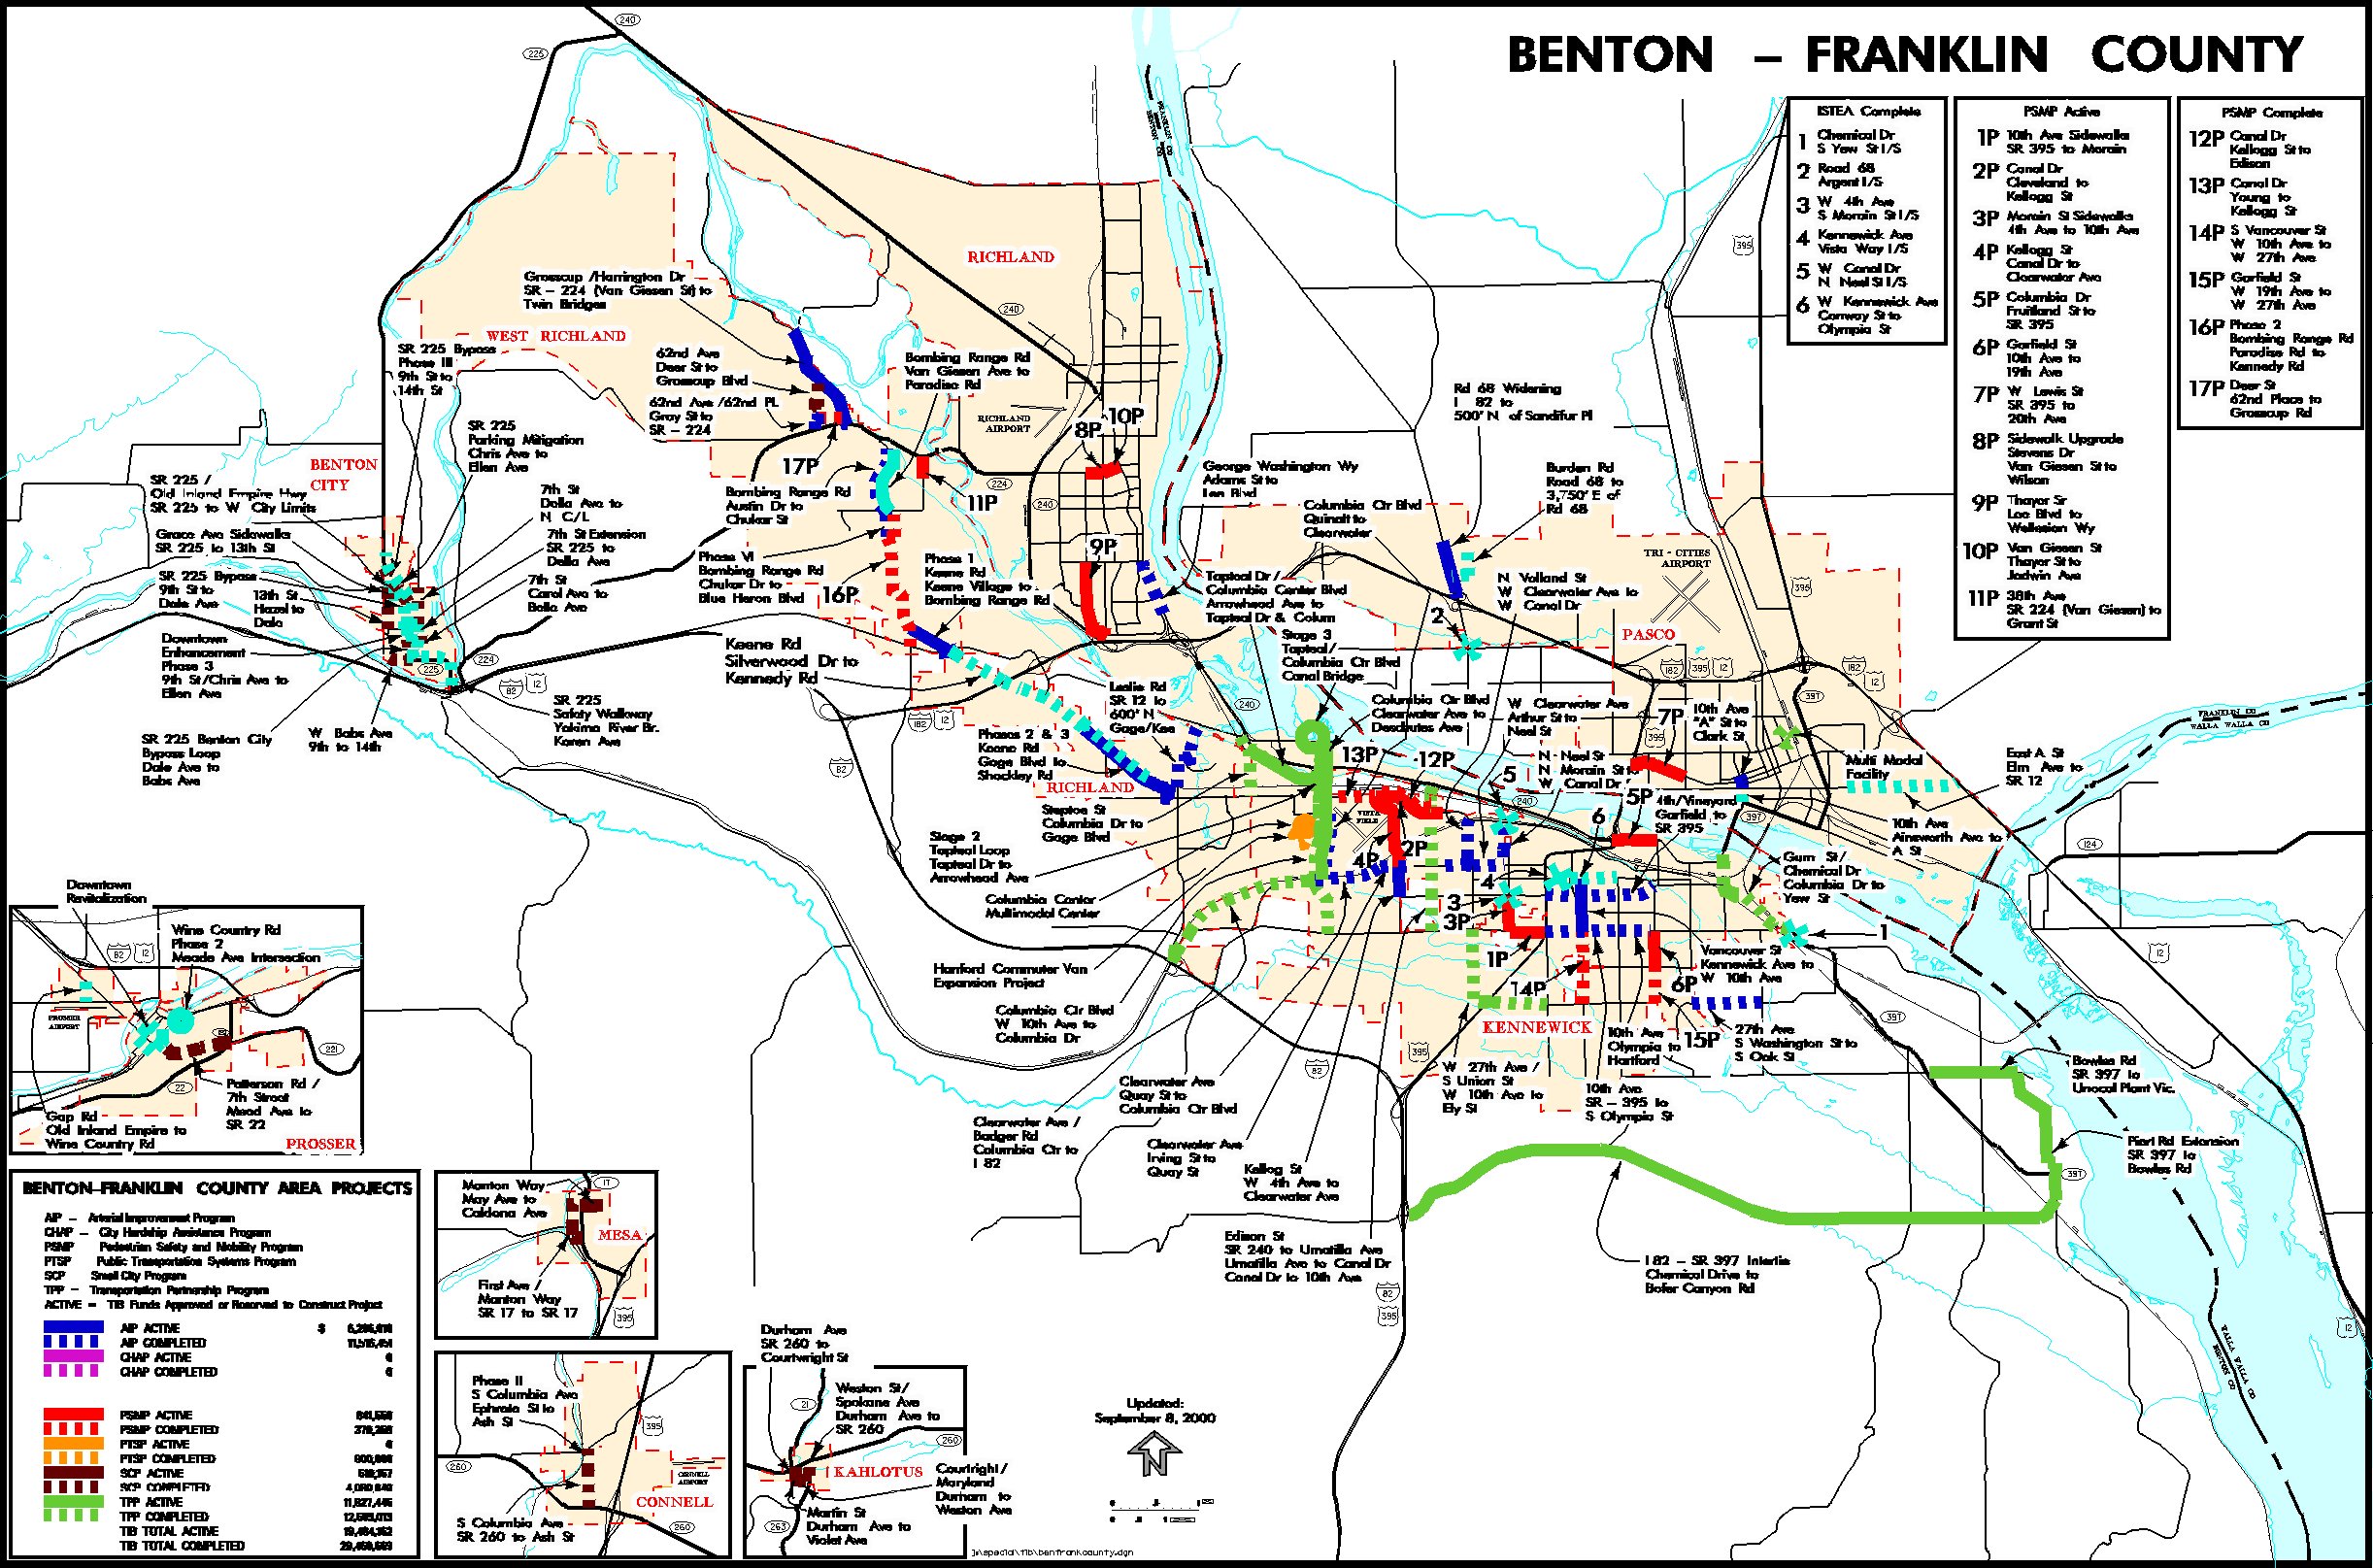 BENTON – FRANKLIN COUNTY
ISTEA Complete
1 Chemical Dr
S Yew St I/S
2 Road 68
Argent I/S
3 W 4th Ave
S Morain St I/S
4 Kennewick Ave
Vista Way I/S
5 W Canal Dr
N Neel St I/S
6 W Kennewick Ave
Conway St to
Olympia St
PSMP Active
1P 10th Ave Sidewalks
SR 395 to Morain
2P Canal Dr
Cleveland to
Kellogg St
3P Morain St Sidewalks
4th Ave to 10th Ave
4P Kellogg St
Canal Dr to
Clearwater Ave
5P Columbia Dr
Fruitland St to
SR 395
6P Garfield St
10th Ave to
19th Ave
7P W Lewis St
SR 395 to
20th Ave
8P Sidewalk Upgrade
Stevens Dr
Van Giesen St to
Wilson
9P Thayer Sr
Lee Blvd to
Wellesian Wy
10P Van Giesen St
Thayer St to
Jadwin Ave
11P 38th Ave
SR 224 (Van Giesen) to
Grant St
PSMP Complete
12P Canal Dr
Kellogg St to
Edison
13P Canal Dr
Young to
Kellogg St
14P S Vancouver St
W 10th Ave to
W 27th Ave
15P Garfield St
W 19th Ave to
W 27th Ave
16P Phase 2
Bombing Range Rd
Paradise Rd to
Kennedy Rd
17P Deer St
62nd Place to
Grosscup Rd
240
225
RICHLAND
WEST RICHLAND
Grosscup /Harrington Dr
SR – 224 (Van Giesen St) to
Twin Bridges
SR 225 Bypass
Phase III
9th St to
14th St
62nd Ave
Deer St to
Grosscup Blvd
62nd Ave /62nd PL
Gray St to
SR – 224
Bombing Range Rd
Van Giesen Ave to
Paradise Rd
RICHLAND
AIRPORT
8P
10P
17P
11P
9P
16P
Rd 68 Widening
I 82 to
500' N of Sandifur Pl
SR 225
Parking Mitigation
Chris Ave to
Ellen Ave
BENTON
CITY
SR 225 /
Old Inland Empire Hwy
SR 225 to W City Limits
Grace Ave Sidewalks
SR 225 to 13th St
SR 225 Bypass
9th St to
Dale Ave
13th St
Hazel to
Dale
Downtown
Enhancement
Phase 3
9th St/Chris Ave to
Ellen Ave
SR 225 Benton City
Bypass Loop
Dale Ave to
Babs Ave
W Babs Ave
9th to 14th
7th St
Della Ave to
N C/L
7th St Extension
SR 225 to
Della Ave
7th St
Carol Ave to
Bella Ave
SR 225
Safety Walkway
Yakima River Br.
Karen Ave
Bombing Range Rd
Austin Dr to
Chukar St
Phase VI
Bombing Range Rd
Chukar Dr to
Blue Heron Blvd
Phase 1
Keene Rd
Keene Village to
Bombing Range Rd
Keene Rd
Silverwood Dr to
Kennedy Rd
George Washington Wy
Adams St to
Lee Blvd
Columbia Ctr Blvd
Quinalt to
Clearwater
Burden Rd
Road 68 to
3,750' E of
Rd 68
TRI - CITIES
AIRPORT
PASCO
Tapteal Dr /
Columbia Center Blvd
Arrowhead Ave to
Tapteal Dr & Colum
N Volland St
W Clearwater Ave to
W Canal Dr
Stage 3
Tapteal/
Columbia Ctr Blvd
Canal Bridge
Leslie Rd
SR 12 to
600' N
Gage/Kee
Phases 2 & 3
Keene Rd
Gage Blvd to
Shockley Rd
RICHLAND
Columbia Ctr Blvd
Clearwater Ave to
Deschutes Ave
W Clearwater Ave
Arthur St to
Neel St
N Neel St
N Morain St to
W Canal Dr
10th Ave
"A" St to
Clark St
Multi Modal
Facility
East A St
Elm Ave to
SR 12
10th Ave
Ainsworth Ave to
A St
4th/Vineyard
Garfield to
SR 395
Gum St/
Chemical Dr
Columbia Dr to
Yew St
Steptoe St
Columbia Dr to
Gage Blvd
Stage 2
Tapteal Loop
Tapteal Dr to
Arrowhead Ave
VISTA
FIELD
Columbia Center
Multimodal Center
Hanford Commuter Van
Expansion Project
Columbia Ctr Blvd
W 10th Ave to
Columbia Dr
Clearwater Ave
Quay St to
Columbia Ctr Blvd
Clearwater Ave /
Badger Rd
Columbia Ctr to
I 82
Clearwater Ave
Irving St to
Quay St
Kellog St
W 4th Ave to
Clearwater Ave
Edison St
SR 240 to Umatilla Ave
Umatilla Ave to Canal Dr
Canal Dr to 10th Ave
W 27th Ave /
S Union St
W 10th Ave to
Ely St
KENNEWICK
10th Ave
SR – 395 to
S Olympia St
10th Ave
Olympia to
Hartford
Vancouver St
Kennewick Ave to
W 10th Ave
27th Ave
S Washington St to
S Oak St
Bowles Rd
SR 397 to
Unocal Plant Vic.
Piert Rd Extension
SR 397 to
Bowles Rd
I 82 – SR 397 Intertie
Chemical Drive to
Bofer Canyon Rd
FRANKLIN CO
WALLA WALLA CO
Downtown
Revitalization
Wine Country Rd
Phase 2
Meade Ave Intersection
PROSSER
AIRPORT
Patterson Rd /
7th Street
Mead Ave to
SR 22
Gap Rd
Old Inland Empire to
Wine Country Rd
PROSSER
BENTON–FRANKLIN COUNTY AREA PROJECTS
AIP – Arterial Improvement Program
CHAP – City Hardship Assistance Program
PSMP Pedestrian Safety and Mobility Program
PTSP Public Transportation Systems Program
SCP Small City Program
TPP – Transportation Partnership Program
ACTIVE = TIB Funds Approved or Reserved to Construct Project
AIP ACTIVE $
AIP COMPLETED
CHAP ACTIVE
CHAP COMPLETED
PSMP ACTIVE
PSMP COMPLETED
PTSP ACTIVE
PTSP COMPLETED
SCP ACTIVE
SCP COMPLETED
TPP ACTIVE
TPP COMPLETED
TIB TOTAL ACTIVE
TIB TOTAL COMPLETED
Manton Way
May Ave to
Caldona Ave
MESA
First Ave /
Manton Way
SR 17 to SR 17
Phase II
S Columbia Ave
Ephrata St to
Ash St
CONNELL
AIRPORT
CONNELL
S Columbia Ave
SR 260 to Ash St
Durham Ave
SR 260 to
Courtwright St
Weston St/
Spokane Ave
Durham Ave to
SR 260
KAHLOTUS
Courtright /
Maryland
Durham to
Weston Ave
Martin St
Durham Ave to
Violet Ave
Updated:
September 8, 2000
N